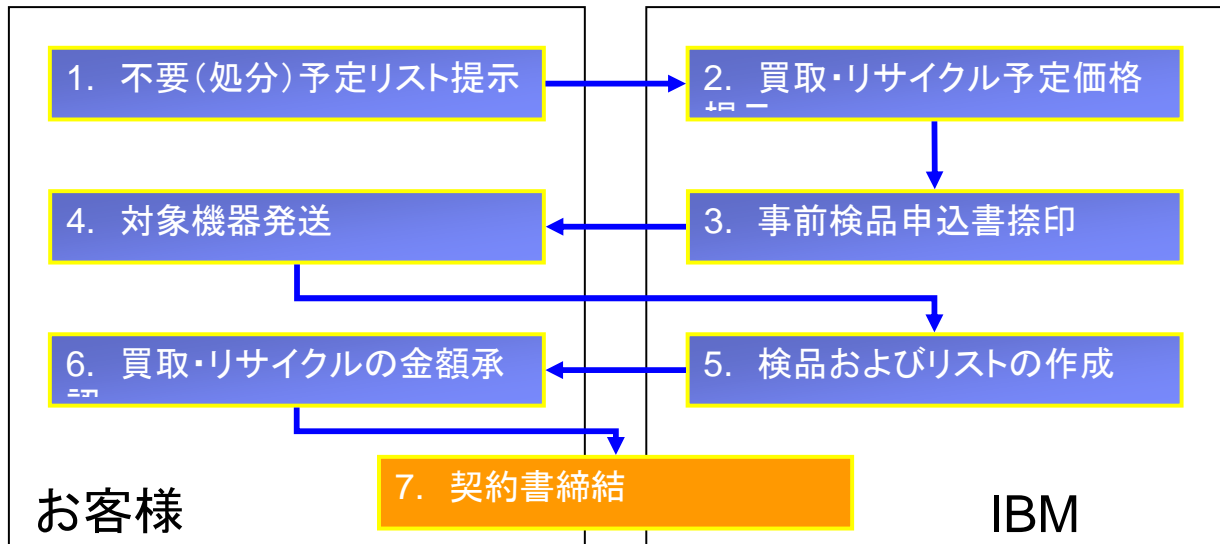 1. 不要(処分)予定リスト提示
2. 買取・リサイクル予定価格
4. 対象機器発送
3. 事前検品申込書捺印
6. 買取・リサイクルの金額承
5. 検品およびリストの作成
7. 契約書締結
お客様
IBM